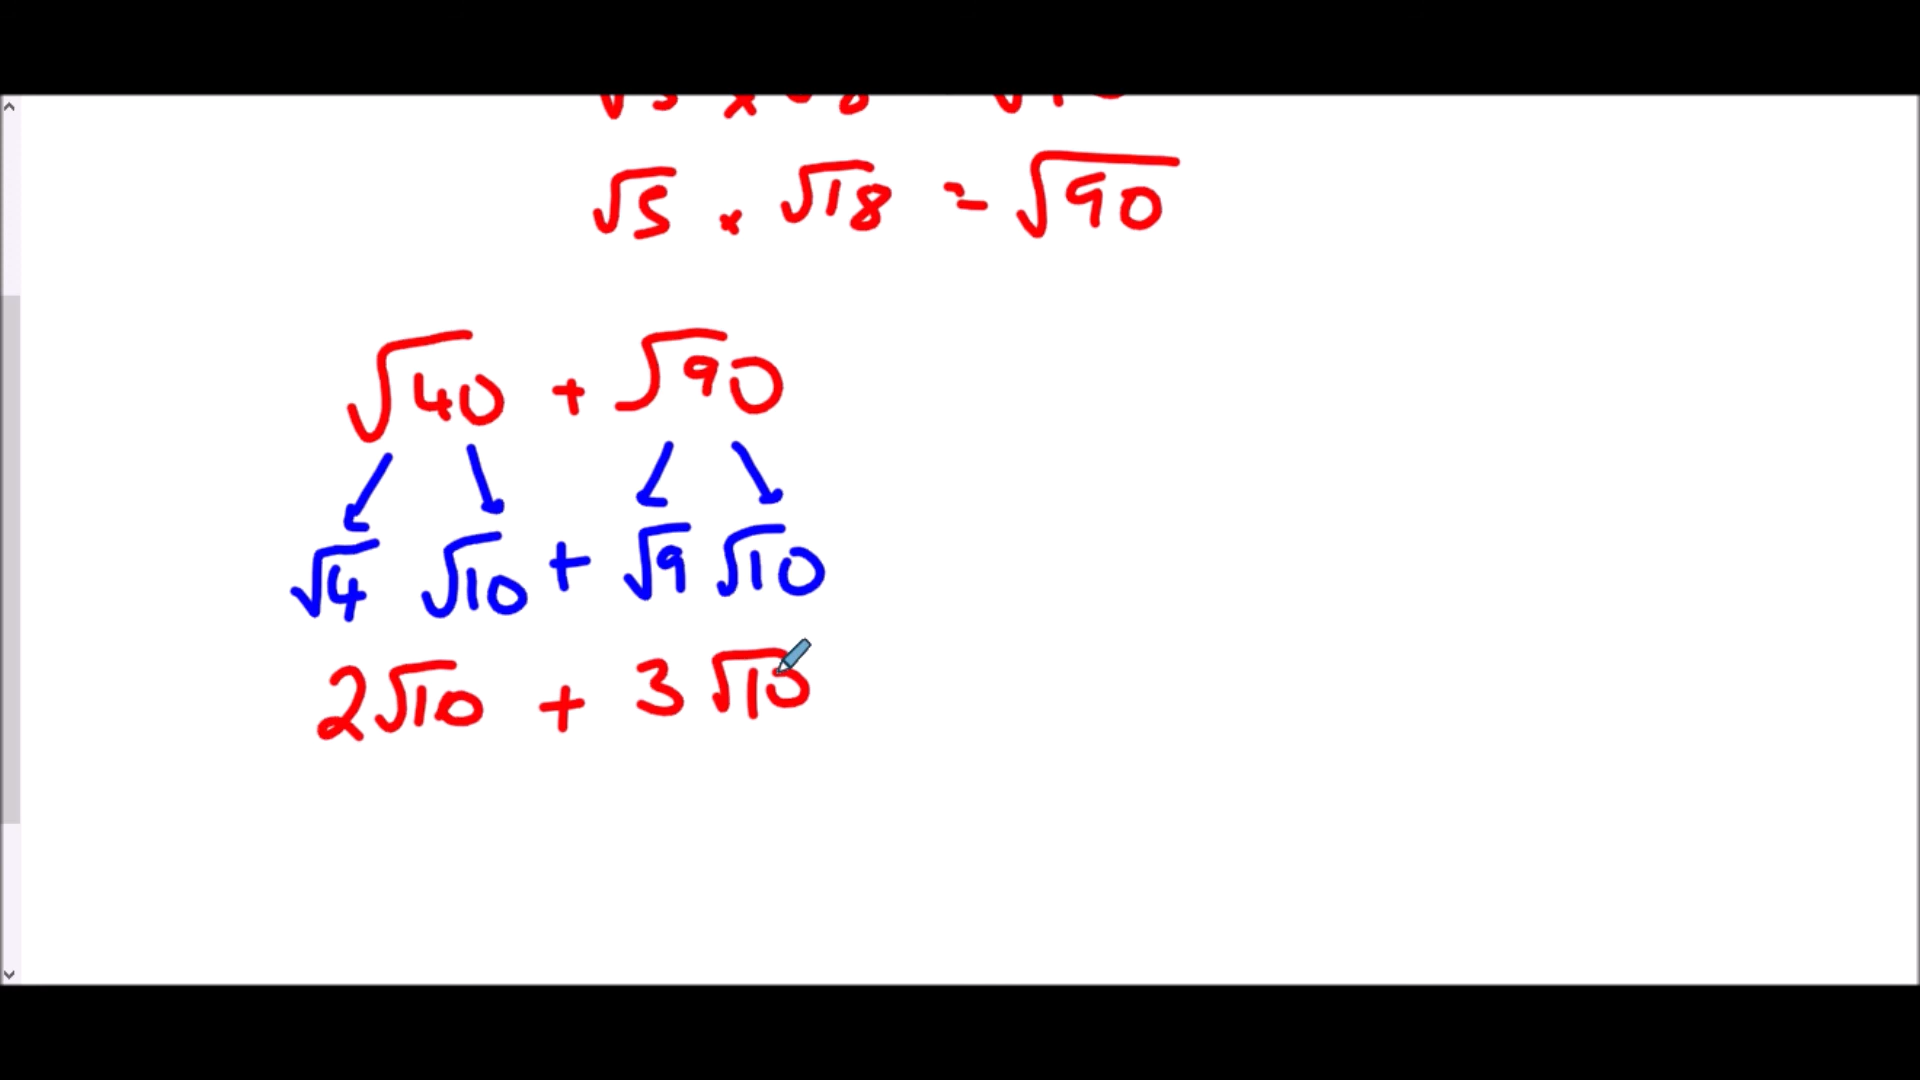 √5 × √18 = √90
√40 + √90
√4 √10 + √9 √10
2√10 + 3√10